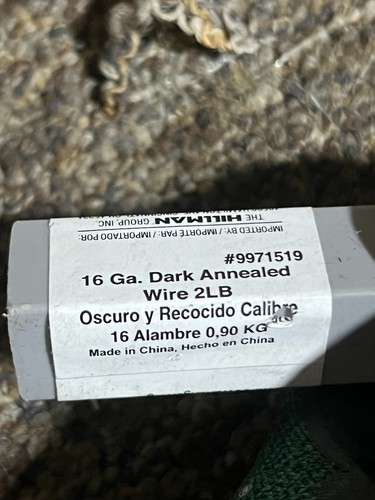 THE HILLMAN GROUP, INC.
IMPORTED BY: / IMPORTÉ PAR: / IMPORTADO POR:
#9971519
16 Ga. Dark Annealed
Wire 2LB
Oscuro y Recocido Calibre
16 Alambre 0,90 KG
Made in China, Hecho en China